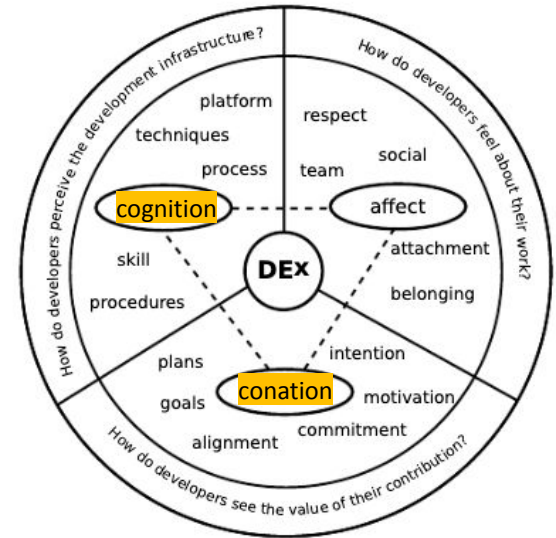 How do developers perceive the development infrastructure?
How do developers feel about their work?
platform
techniques
process
cognition
skill
procedures
respect
social
team
affect
attachment
belonging
DEx
plans
goals
alignment
conation
intention
motivation
commitment
How do developers see the value of their contribution?